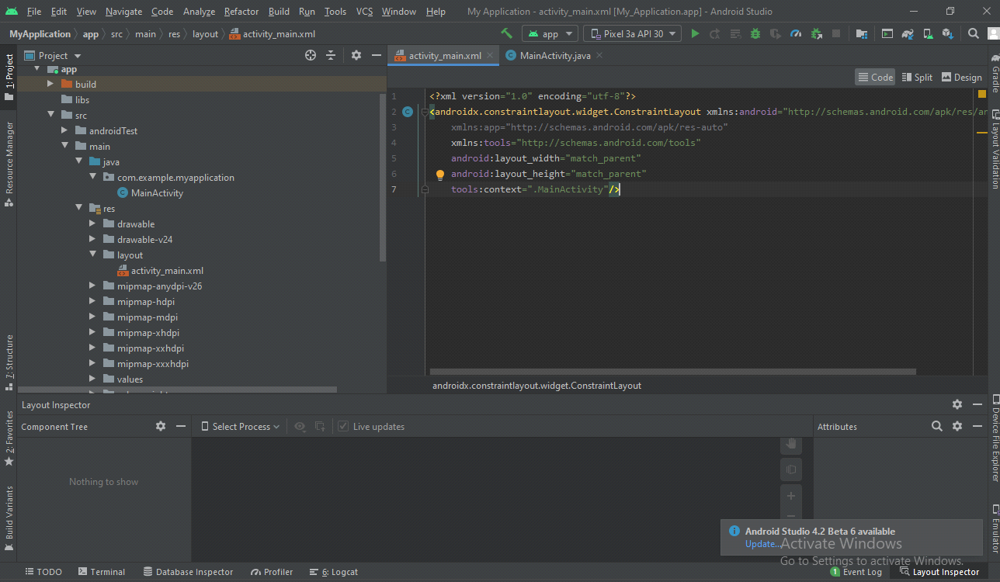 File Edit View Navigate Code Analyze Refactor Build Run Tools VCS Window Help My Application - activity_main.xml [My_Application.app] - Android Studio
MyApplication app src main res layout activity_main.xml app Pixel 3a API 30
Project
activity_main.xml MainActivity.java
Code Split Design
app
build
libs
src
androidTest
main
java
com.example.myapplication
MainActivity
res
drawable
drawable-v24
layout
activity_main.xml
mipmap-anydpi-v26
mipmap-hdpi
mipmap-mdpi
mipmap-xhdpi
mipmap-xxhdpi
mipmap-xxxhdpi
values
1 <?xml version="1.0" encoding="utf-8"?>
2 <androidx.constraintlayout.widget.ConstraintLayout xmlns:android="http://schemas.android.com/apk/res/an
3 xmlns:app="http://schemas.android.com/apk/res-auto"
4 xmlns:tools="http://schemas.android.com/tools"
5 android:layout_width="match_parent"
6 android:layout_height="match_parent"
7 tools:context=".MainActivity"/>
androidx.constraintlayout.widget.ConstraintLayout
1: Project
Resource Manager
7: Structure
2: Favorites
Build Variants
Gradle
Layout Validation
Device File Explorer
Emulator
Layout Inspector
Component Tree Select Process Live updates Attributes
Nothing to show
Android Studio 4.2 Beta 6 available
Update...
Activate Windows
Go to Settings to activate Windows.
TODO Terminal Database Inspector Profiler 6: Logcat 1 Event Log Layout Inspector